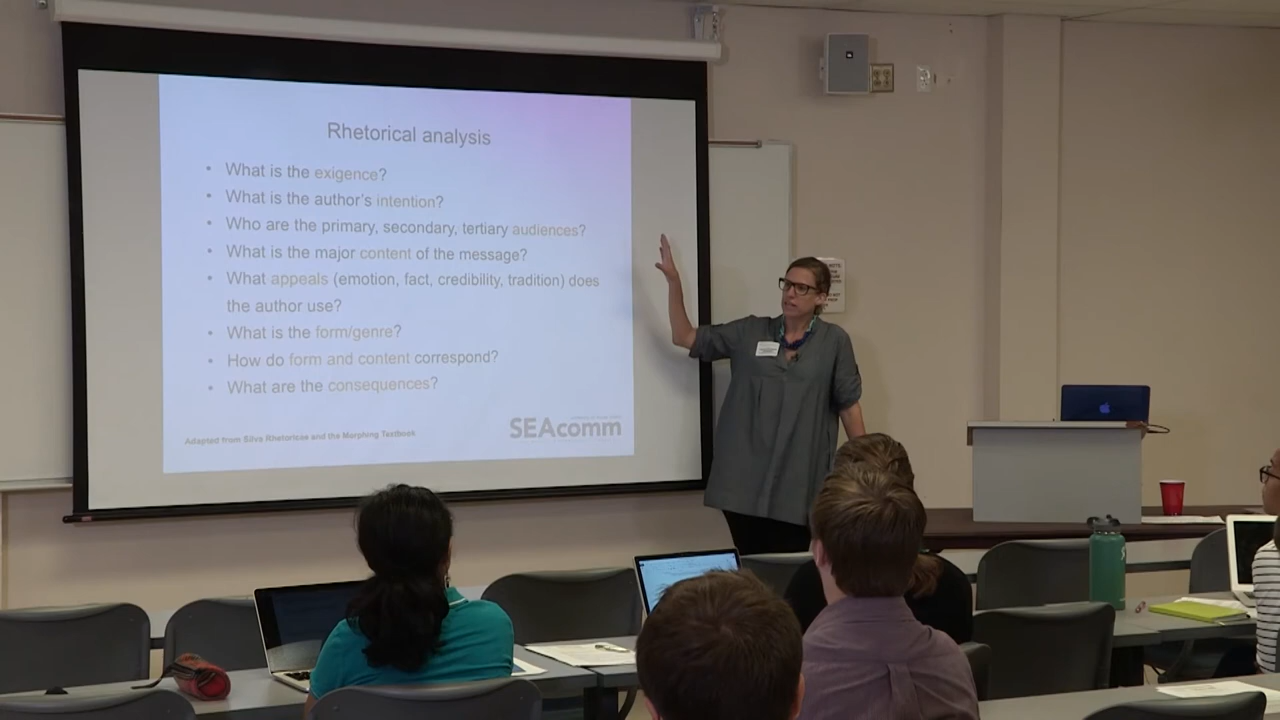 Rhetorical analysis
• What is the exigence?
• What is the author's intention?
• Who are the primary, secondary, tertiary audiences?
• What is the major content of the message?
• What appeals (emotion, fact, credibility, tradition) does
the author use?
• What is the form/genre?
• How do form and content correspond?
• What are the consequences?
Adapted from Silva Rhetoricae and the Morphing Textbook
SEAcomm